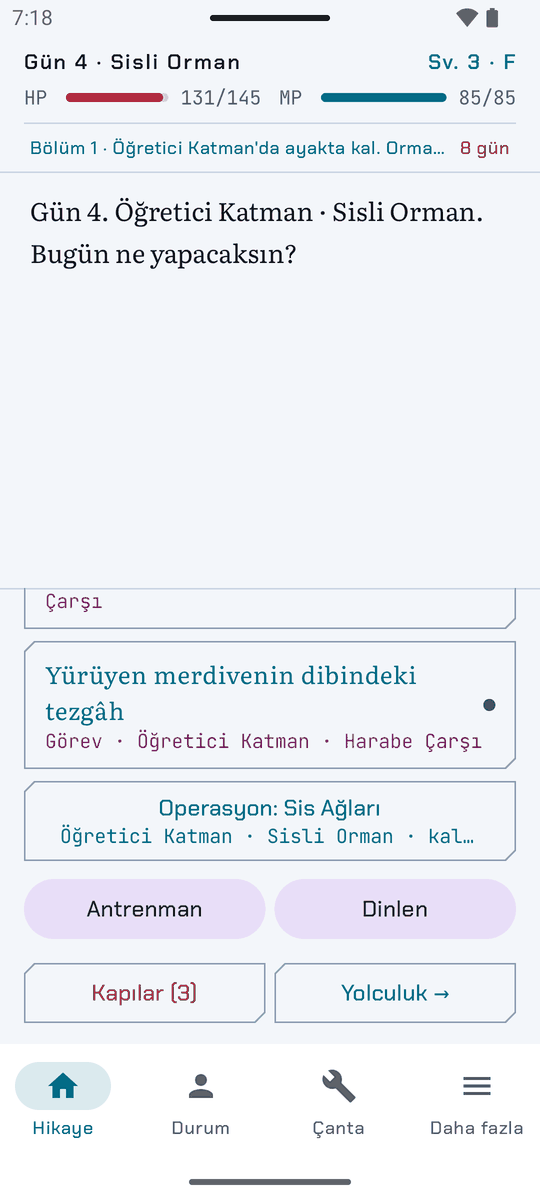 7:18
Gün 4 · Sisli Orman
Sv. 3 · F
HP 131/145 MP 85/85
Bölüm 1 · Öğretici Katman'da ayakta kal. Orma… 8 gün
Gün 4. Öğretici Katman · Sisli Orman.
Bugün ne yapacaksın?
Çarşı
Yürüyen merdivenin dibindeki
tezgâh
Görev · Öğretici Katman · Harabe Çarşı
Operasyon: Sis Ağları
Öğretici Katman · Sisli Orman · kal…
Antrenman
Dinlen
Kapılar (3)
Yolculuk →
Hikaye
Durum
Çanta
Daha fazla